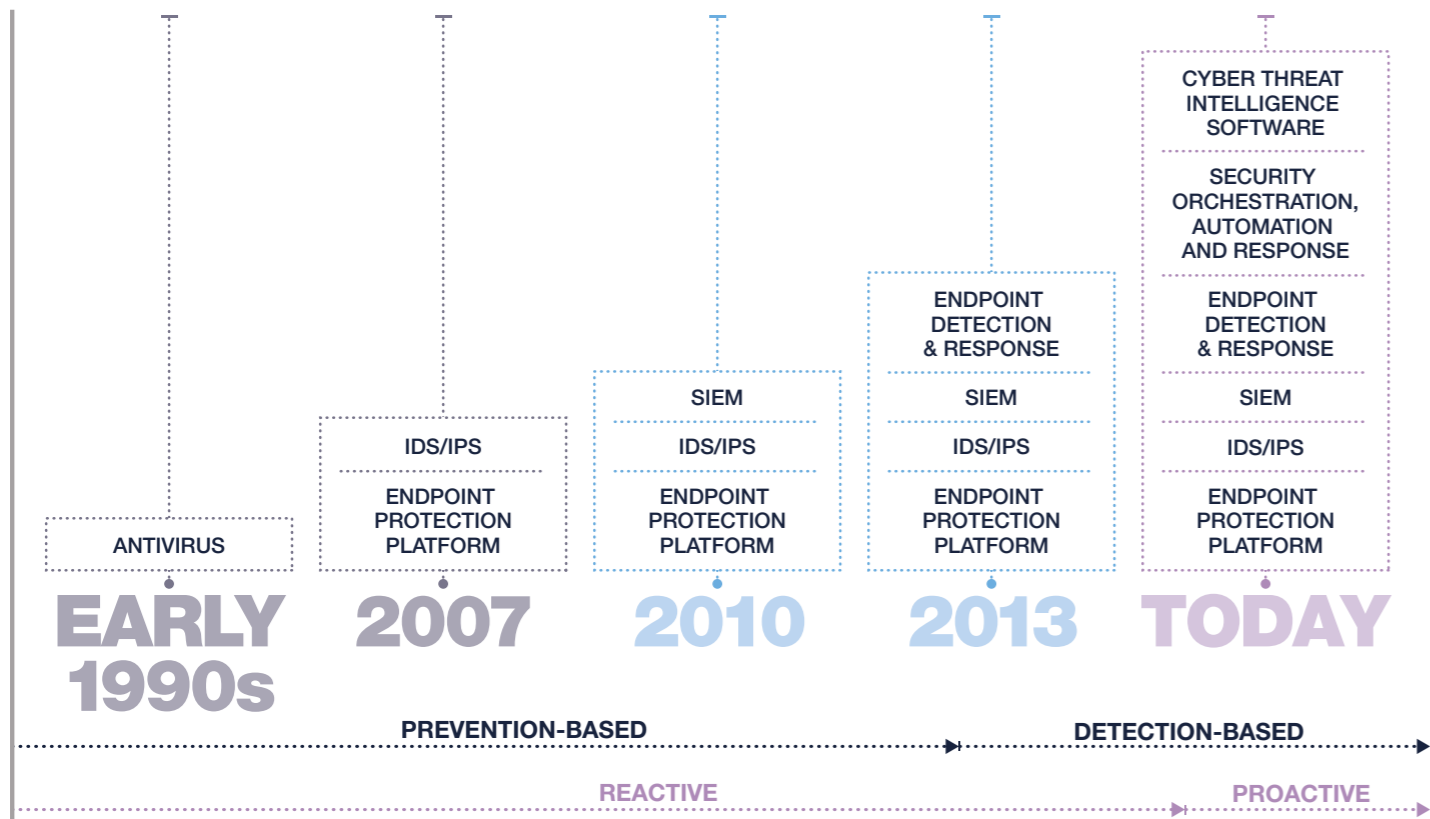 ANTIVIRUS
EARLY
1990s
IDS/IPS
ENDPOINT
PROTECTION
PLATFORM
2007
SIEM
IDS/IPS
ENDPOINT
PROTECTION
PLATFORM
2010
ENDPOINT
DETECTION
& RESPONSE
SIEM
IDS/IPS
ENDPOINT
PROTECTION
PLATFORM
2013
CYBER THREAT
INTELLIGENCE
SOFTWARE
SECURITY
ORCHESTRATION,
AUTOMATION
AND RESPONSE
ENDPOINT
DETECTION
& RESPONSE
SIEM
IDS/IPS
ENDPOINT
PROTECTION
PLATFORM
TODAY
PREVENTION-BASED
DETECTION-BASED
REACTIVE
PROACTIVE